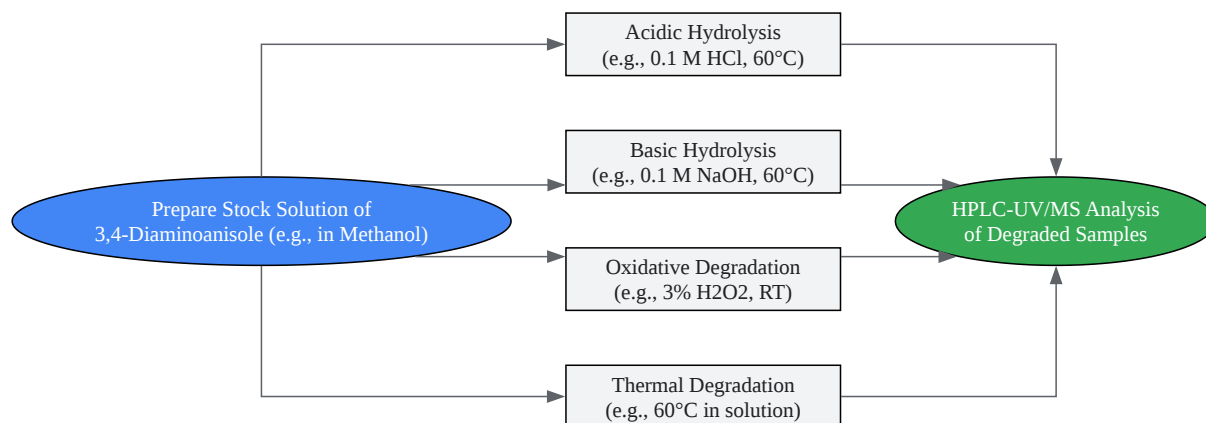 Acidic Hydrolysis
(e.g., 0.1 M HCl, 60°C)
Basic Hydrolysis
(e.g., 0.1 M NaOH, 60°C)
Prepare Stock Solution of
3,4-Diaminoanisole (e.g., in Methanol)
HPLC-UV/MS Analysis
of Degraded Samples
Oxidative Degradation
(e.g., 3% H2O2, RT)
Thermal Degradation
(e.g., 60°C in solution)